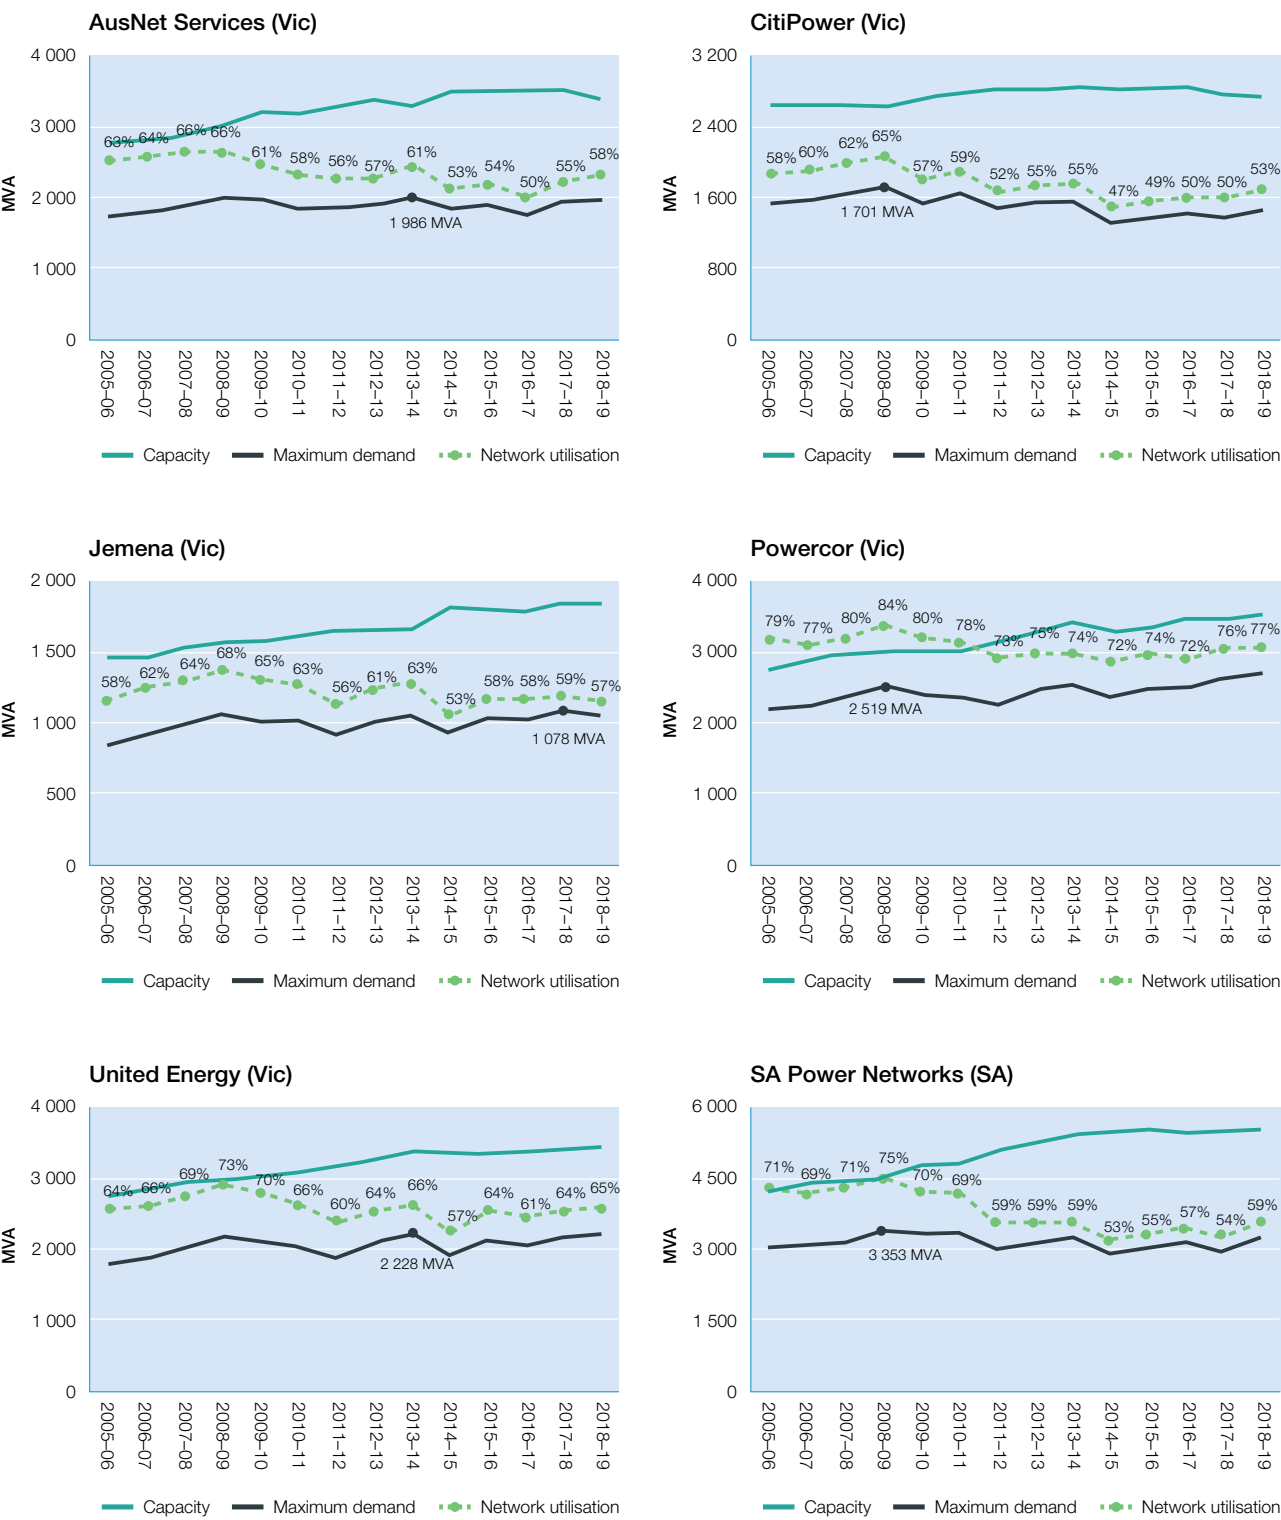 AusNet Services (Vic)
MVA
4 000
3 000
2 000
1 000
0
63% 64% 66% 66% 61% 58% 56% 57% 61% 53% 54% 50% 55% 58%
1 986 MVA
2005–06 2006–07 2007–08 2008–09 2009–10 2010–11 2011–12 2012–13 2013–14 2014–15 2015–16 2016–17 2017–18 2018–19
Capacity Maximum demand Network utilisation
CitiPower (Vic)
MVA
3 200
2 400
1 600
800
0
58% 60% 62% 65% 57% 59% 52% 55% 55% 47% 49% 50% 50% 53%
1 701 MVA
2005–06 2006–07 2007–08 2008–09 2009–10 2010–11 2011–12 2012–13 2013–14 2014–15 2015–16 2016–17 2017–18 2018–19
Capacity Maximum demand Network utilisation
Jemena (Vic)
MVA
2 000
1 500
1 000
500
0
58% 62% 64% 68% 65% 63% 56% 61% 63% 53% 58% 58% 59% 57%
1 078 MVA
2005–06 2006–07 2007–08 2008–09 2009–10 2010–11 2011–12 2012–13 2013–14 2014–15 2015–16 2016–17 2017–18 2018–19
Capacity Maximum demand Network utilisation
Powercor (Vic)
MVA
4 000
3 000
2 000
1 000
0
79% 77% 80% 84% 80% 78% 73% 75% 74% 72% 74% 72% 76% 77%
2 519 MVA
2005–06 2006–07 2007–08 2008–09 2009–10 2010–11 2011–12 2012–13 2013–14 2014–15 2015–16 2016–17 2017–18 2018–19
Capacity Maximum demand Network utilisation
United Energy (Vic)
MVA
4 000
3 000
2 000
1 000
0
64% 66% 69% 73% 70% 66% 60% 64% 66% 57% 64% 61% 64% 65%
2 228 MVA
2005–06 2006–07 2007–08 2008–09 2009–10 2010–11 2011–12 2012–13 2013–14 2014–15 2015–16 2016–17 2017–18 2018–19
Capacity Maximum demand Network utilisation
SA Power Networks (SA)
MVA
6 000
4 500
3 000
1 500
0
71% 69% 71% 75% 70% 69% 59% 59% 59% 53% 55% 57% 54% 59%
3 353 MVA
2005–06 2006–07 2007–08 2008–09 2009–10 2010–11 2011–12 2012–13 2013–14 2014–15 2015–16 2016–17 2017–18 2018–19
Capacity Maximum demand Network utilisation